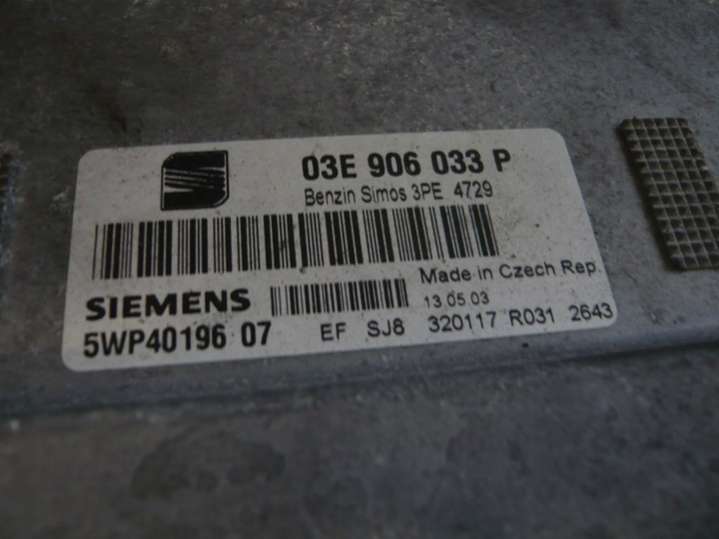 03E 906 033 P
Benzin Simos 3PE 4729
Made in Czech Rep.
SIEMENS 13.05.03
5WP40196 07 EF SJ6 320117 R031 2643